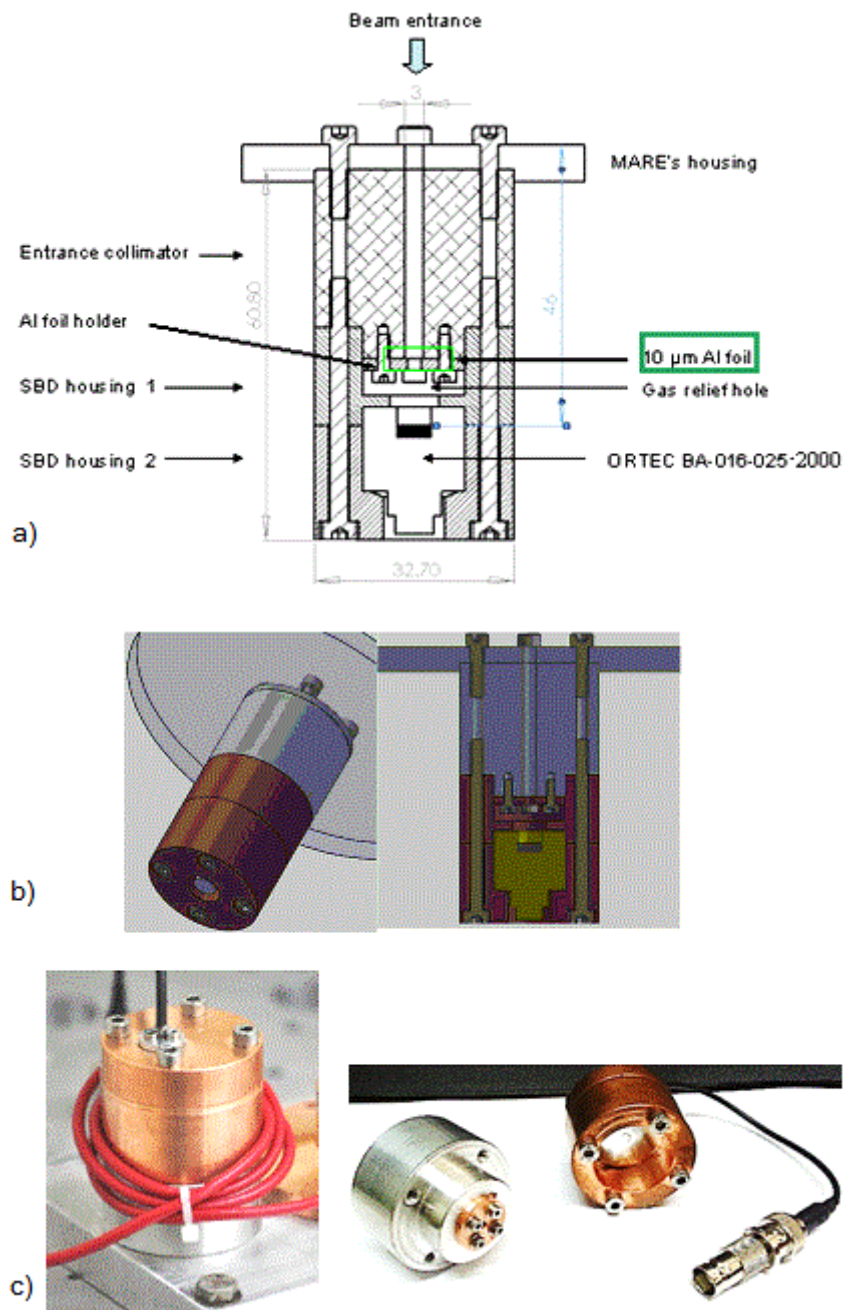 Beam entrance
3
MARE's housing
Entrance collimator
60.80
46
Al foil holder
10 µm Al foil
SBD housing 1
Gas relief hole
SBD housing 2
ORTEC BA-016-025-2000
a)
32.70
b)
c)